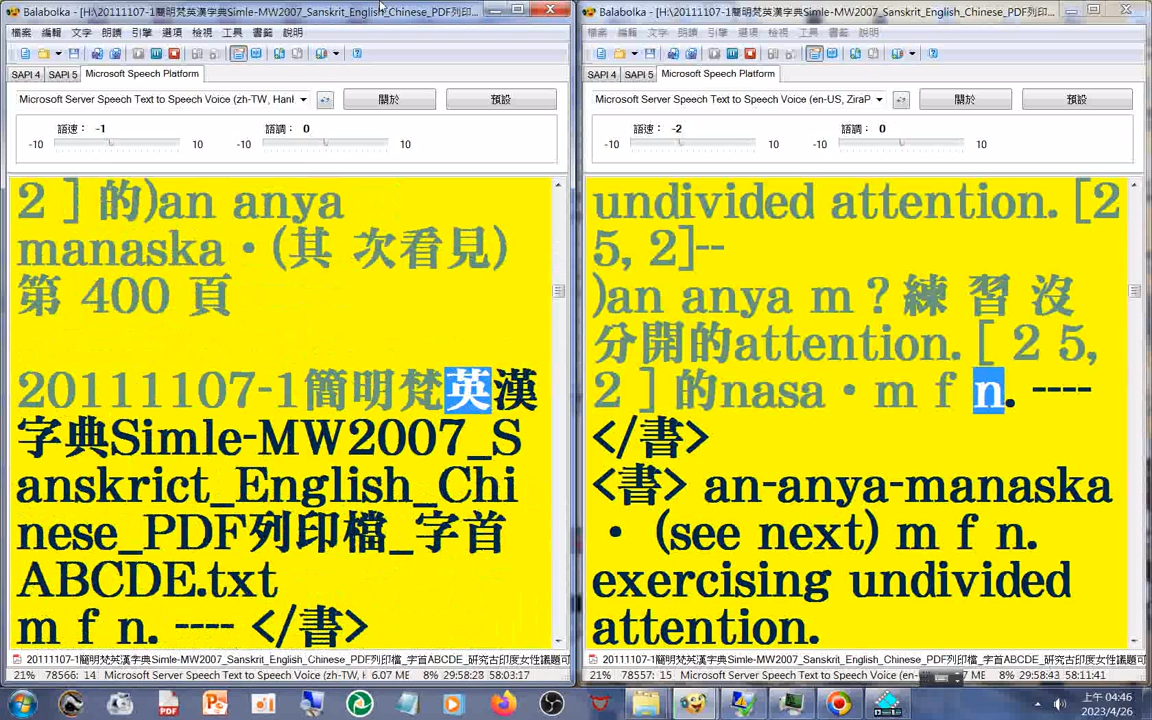 Balabolka - [H:\20111107-1簡明梵英漢字典Simle-MW2007_Sanskrit_English_Chinese_PDF列印...
檔案 編輯 文字 朗讀 引擎 選項 檢視 工具 書籤 說明
SAPI 4 SAPI 5 Microsoft Speech Platform
Microsoft Server Speech Text to Speech Voice (zh-TW, Hanl 關於 預設
語速： -1 語調： 0
-10 10 -10 10
2 ] 的)an anya
manaska・(其 次看見)
第 400 頁
20111107-1簡明梵英漢
字典Simle-MW2007_S
anskrict_English_Chi
nese_PDF列印檔_字首
ABCDE.txt
m f n. ---- </書>
20111107-1簡明梵英漢字典Simle-MW2007_Sanskrit_English_Chinese_PDF列印檔_字首ABCDE_研究古印度女性議題可
21% 78566: 14 Microsoft Server Speech Text to Speech Voice (zh-TW, H 6.07 MB 8% 29:58:28 58:03:17
Balabolka - [H:\20111107-1簡明梵英漢字典Simle-MW2007_Sanskrit_English_Chinese_PDF列印...
檔案 編輯 文字 朗讀 引擎 選項 檢視 工具 書籤 說明
SAPI 4 SAPI 5 Microsoft Speech Platform
Microsoft Server Speech Text to Speech Voice (en-US, ZiraP 關於 預設
語速： -2 語調： 0
-10 10 -10 10
undivided attention. [2
5, 2]--
)an anya m？練 習 沒
分開的attention. [ 2 5,
2 ] 的nasa・m f n. ----
</書>
<書> an-anya-manaska
・ (see next) m f n.
exercising undivided
attention.
20111107-1簡明梵英漢字典Simle-MW2007_Sanskrit_English_Chinese_PDF列印檔_字首ABCDE_研究古印度女性議題可
21% 78557: 15 Microsoft Server Speech Text to Speech 8% 29:58:43 58:11:41
上午 04:46
2023/4/26